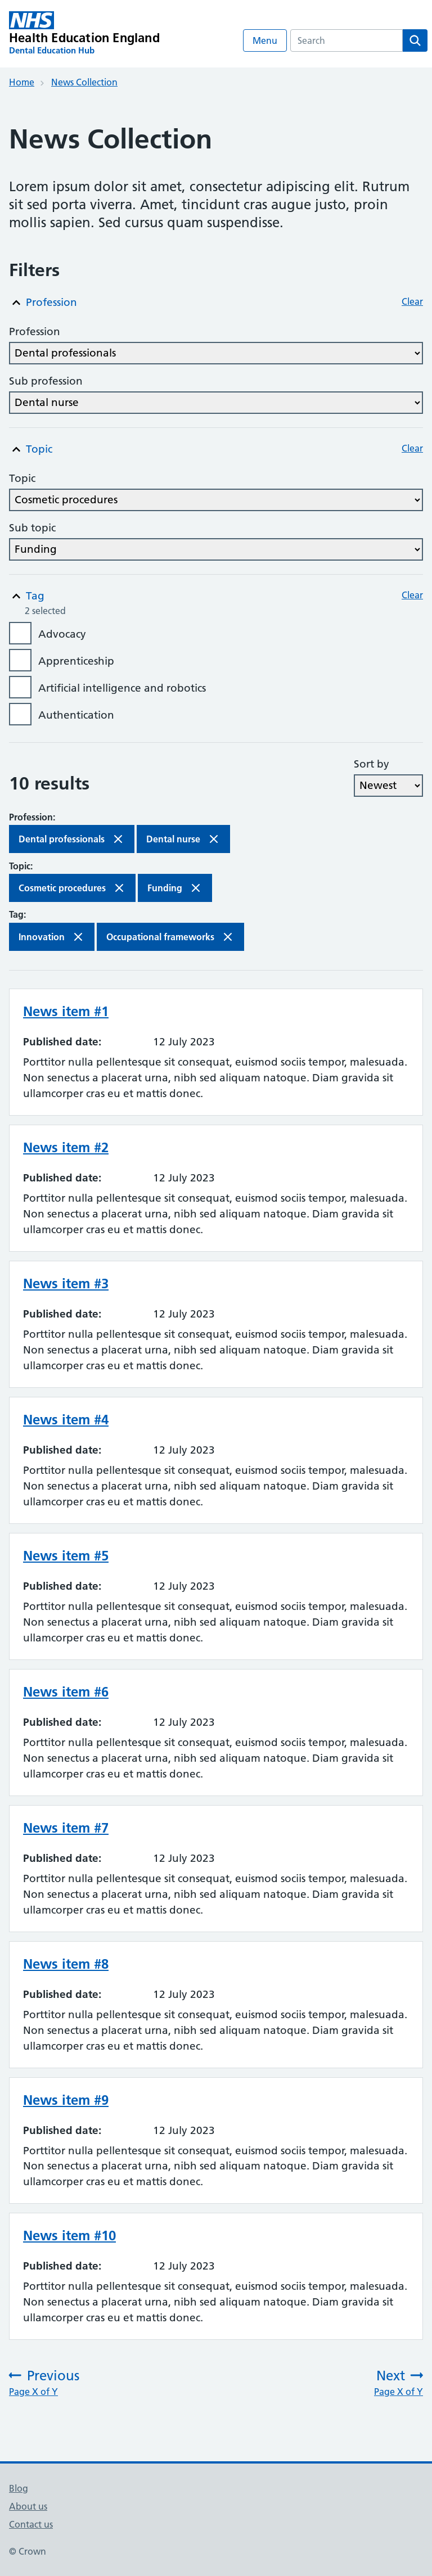 NHS
Health Education England
Dental Education Hub
Menu
Search
Home
News Collection
News Collection
Lorem ipsum dolor sit amet, consectetur adipiscing elit. Rutrum
sit sed porta viverra. Amet, tincidunt cras augue justo, proin
mollis sapien. Sed cursus quam suspendisse.
Filters
Profession
Clear
Profession
Dental professionals
Sub profession
Dental nurse
Topic
Clear
Topic
Cosmetic procedures
Sub topic
Funding
Tag
Clear
2 selected
Advocacy
Apprenticeship
Artificial intelligence and robotics
Authentication
Sort by
10 results
Newest
Profession:
Dental professionals
Dental nurse
Topic:
Cosmetic procedures
Funding
Tag:
Innovation
Occupational frameworks
News item #1
Published date: 12 July 2023
Porttitor nulla pellentesque sit consequat, euismod sociis tempor, malesuada.
Non senectus a placerat urna, nibh sed aliquam natoque. Diam gravida sit
ullamcorper cras eu et mattis donec.
News item #2
Published date: 12 July 2023
Porttitor nulla pellentesque sit consequat, euismod sociis tempor, malesuada.
Non senectus a placerat urna, nibh sed aliquam natoque. Diam gravida sit
ullamcorper cras eu et mattis donec.
News item #3
Published date: 12 July 2023
Porttitor nulla pellentesque sit consequat, euismod sociis tempor, malesuada.
Non senectus a placerat urna, nibh sed aliquam natoque. Diam gravida sit
ullamcorper cras eu et mattis donec.
News item #4
Published date: 12 July 2023
Porttitor nulla pellentesque sit consequat, euismod sociis tempor, malesuada.
Non senectus a placerat urna, nibh sed aliquam natoque. Diam gravida sit
ullamcorper cras eu et mattis donec.
News item #5
Published date: 12 July 2023
Porttitor nulla pellentesque sit consequat, euismod sociis tempor, malesuada.
Non senectus a placerat urna, nibh sed aliquam natoque. Diam gravida sit
ullamcorper cras eu et mattis donec.
News item #6
Published date: 12 July 2023
Porttitor nulla pellentesque sit consequat, euismod sociis tempor, malesuada.
Non senectus a placerat urna, nibh sed aliquam natoque. Diam gravida sit
ullamcorper cras eu et mattis donec.
News item #7
Published date: 12 July 2023
Porttitor nulla pellentesque sit consequat, euismod sociis tempor, malesuada.
Non senectus a placerat urna, nibh sed aliquam natoque. Diam gravida sit
ullamcorper cras eu et mattis donec.
News item #8
Published date: 12 July 2023
Porttitor nulla pellentesque sit consequat, euismod sociis tempor, malesuada.
Non senectus a placerat urna, nibh sed aliquam natoque. Diam gravida sit
ullamcorper cras eu et mattis donec.
News item #9
Published date: 12 July 2023
Porttitor nulla pellentesque sit consequat, euismod sociis tempor, malesuada.
Non senectus a placerat urna, nibh sed aliquam natoque. Diam gravida sit
ullamcorper cras eu et mattis donec.
News item #10
Published date: 12 July 2023
Porttitor nulla pellentesque sit consequat, euismod sociis tempor, malesuada.
Non senectus a placerat urna, nibh sed aliquam natoque. Diam gravida sit
ullamcorper cras eu et mattis donec.
Previous
Page X of Y
Next
Page X of Y
Blog
About us
Contact us
© Crown